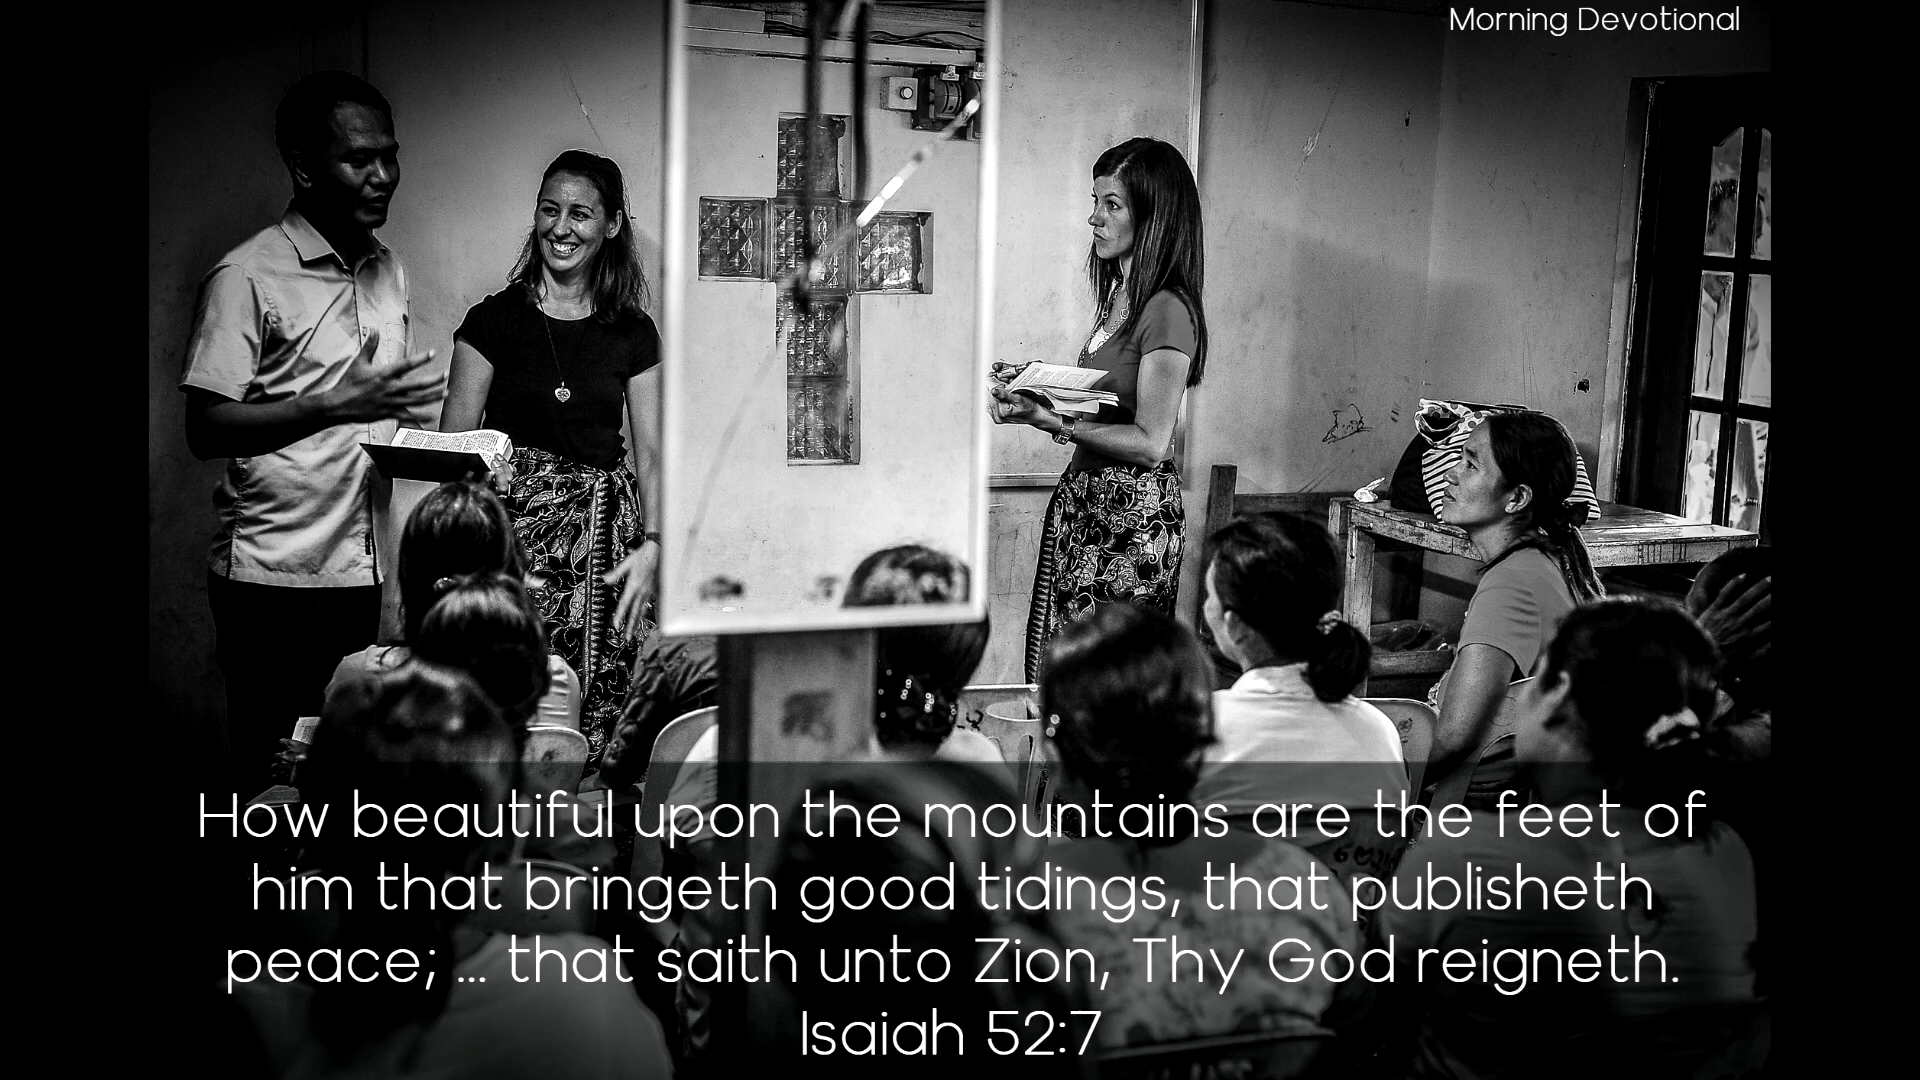 Morning Devotional
How beautiful upon the mountains are the feet of
him that bringeth good tidings, that publisheth
peace; ... that saith unto Zion, Thy God reigneth.
Isaiah 52:7